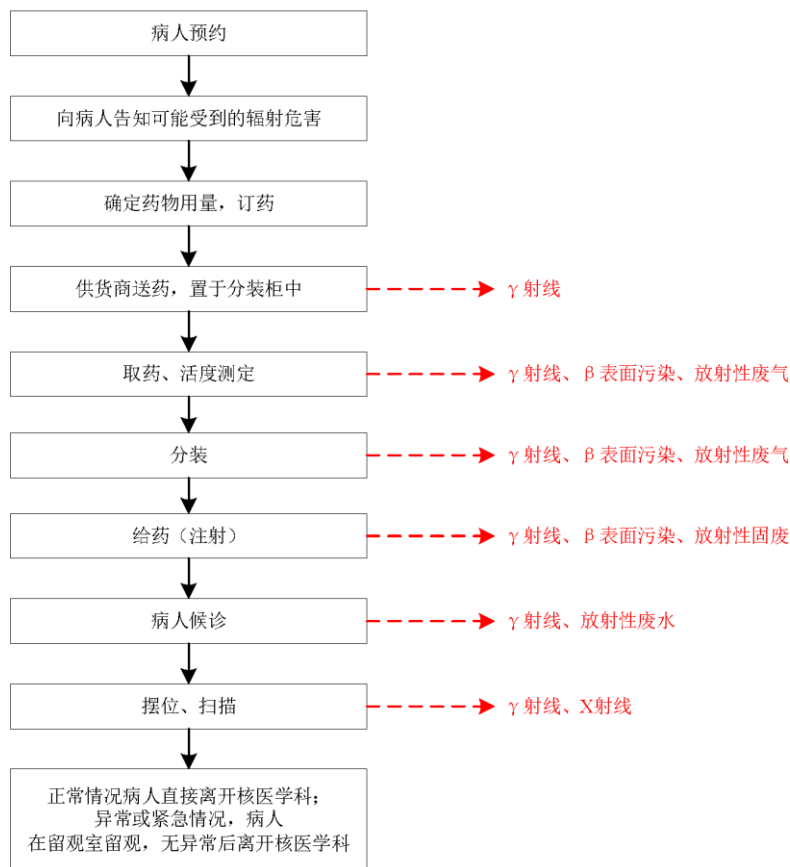 病人预约
向病人告知可能受到的辐射危害
确定药物用量，订药
供货商送药，置于分装柜中
γ射线
取药、活度测定
γ射线、β表面污染、放射性废气
分装
γ射线、β表面污染、放射性废气
给药（注射）
γ射线、β表面污染、放射性固废
病人候诊
γ射线、放射性废水
摆位、扫描
γ射线、X射线
正常情况病人直接离开核医学科；
异常或紧急情况，病人
在留观室留观，无异常后离开核医学科